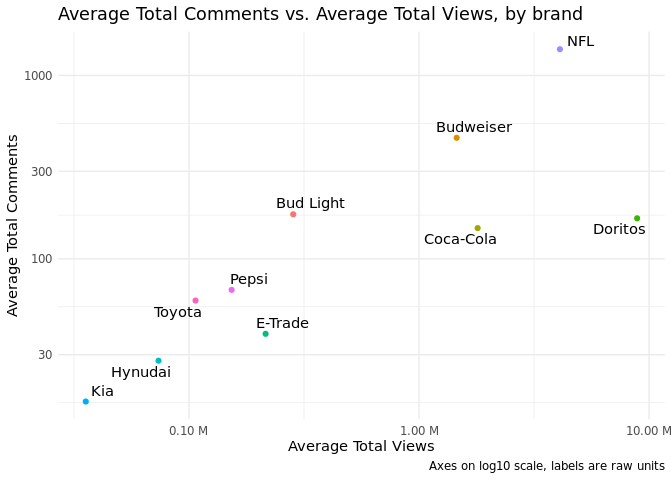 Average Total Comments vs. Average Total Views, by brand
NFL
1000
Budweiser
300
Bud Light
Doritos
Coca-Cola
100
Pepsi
Toyota
E-Trade
30
Hynudai
Kia
Average Total Comments
0.10 M
1.00 M
10.00 M
Average Total Views
Axes on log10 scale, labels are raw units